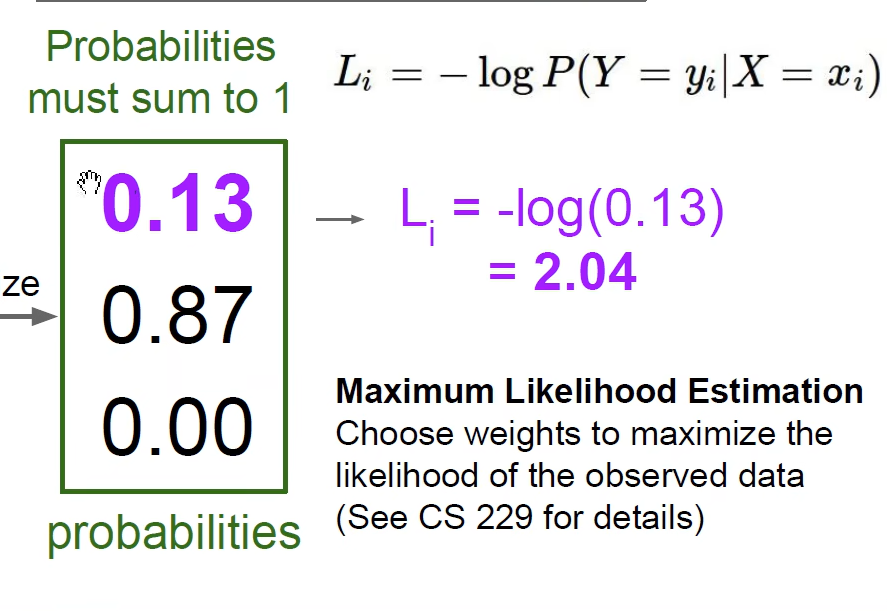 Probabilities
must sum to 1
L_i = − log P(Y = y_i|X = x_i)
0.13
0.87
0.00
ze
probabilities
L_i = -log(0.13)
= 2.04
Maximum Likelihood Estimation
Choose weights to maximize the
likelihood of the observed data
(See CS 229 for details)